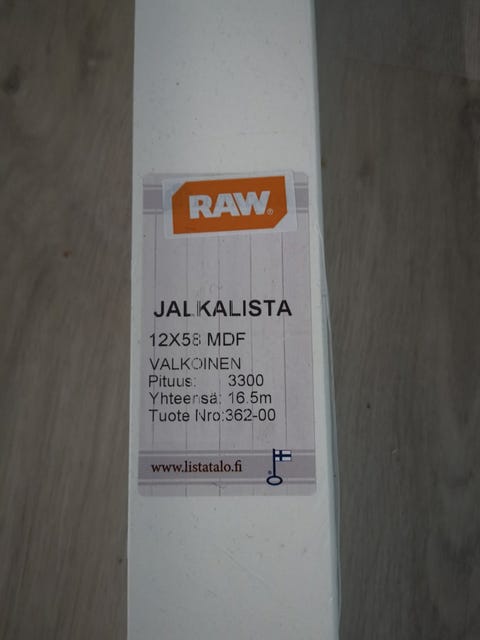 RAW®
JALKALISTA
12X58 MDF
VALKOINEN
Pituus: 3300
Yhteensä: 16.5m
Tuote Nro:362-00
www.listatalo.fi